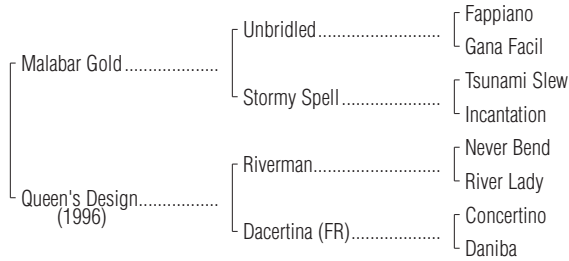 Fappiano
Unbridled
Gana Facil
Malabar Gold
Tsunami Slew
Stormy Spell
Incantation
Never Bend
Riverman
River Lady
Queen's Design
(1996)
Concertino
Dacertina (FR)
Daniba